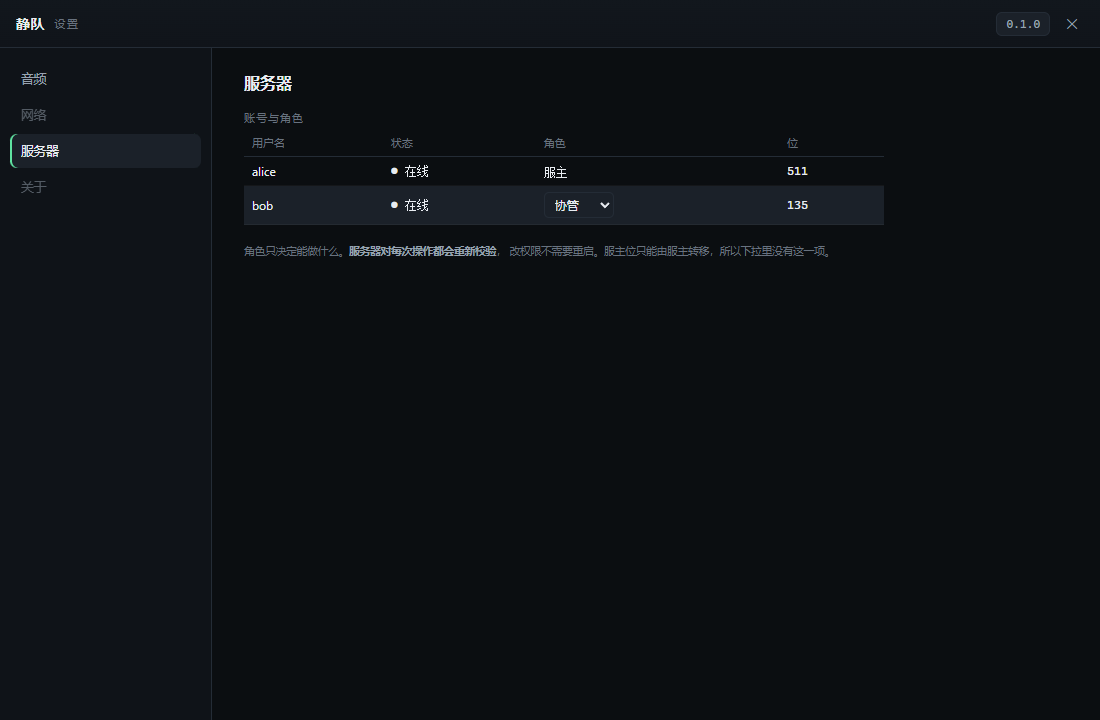 静队 设置 0.1.0
音频
网络
服务器
关于
服务器
账号与角色
用户名 状态 角色 位
alice 在线 服主 511
bob 在线 协管 135
角色只决定能做什么。服务器对每次操作都会重新校验， 改权限不需要重启。服主位只能由服主转移，所以下拉里没有这一项。